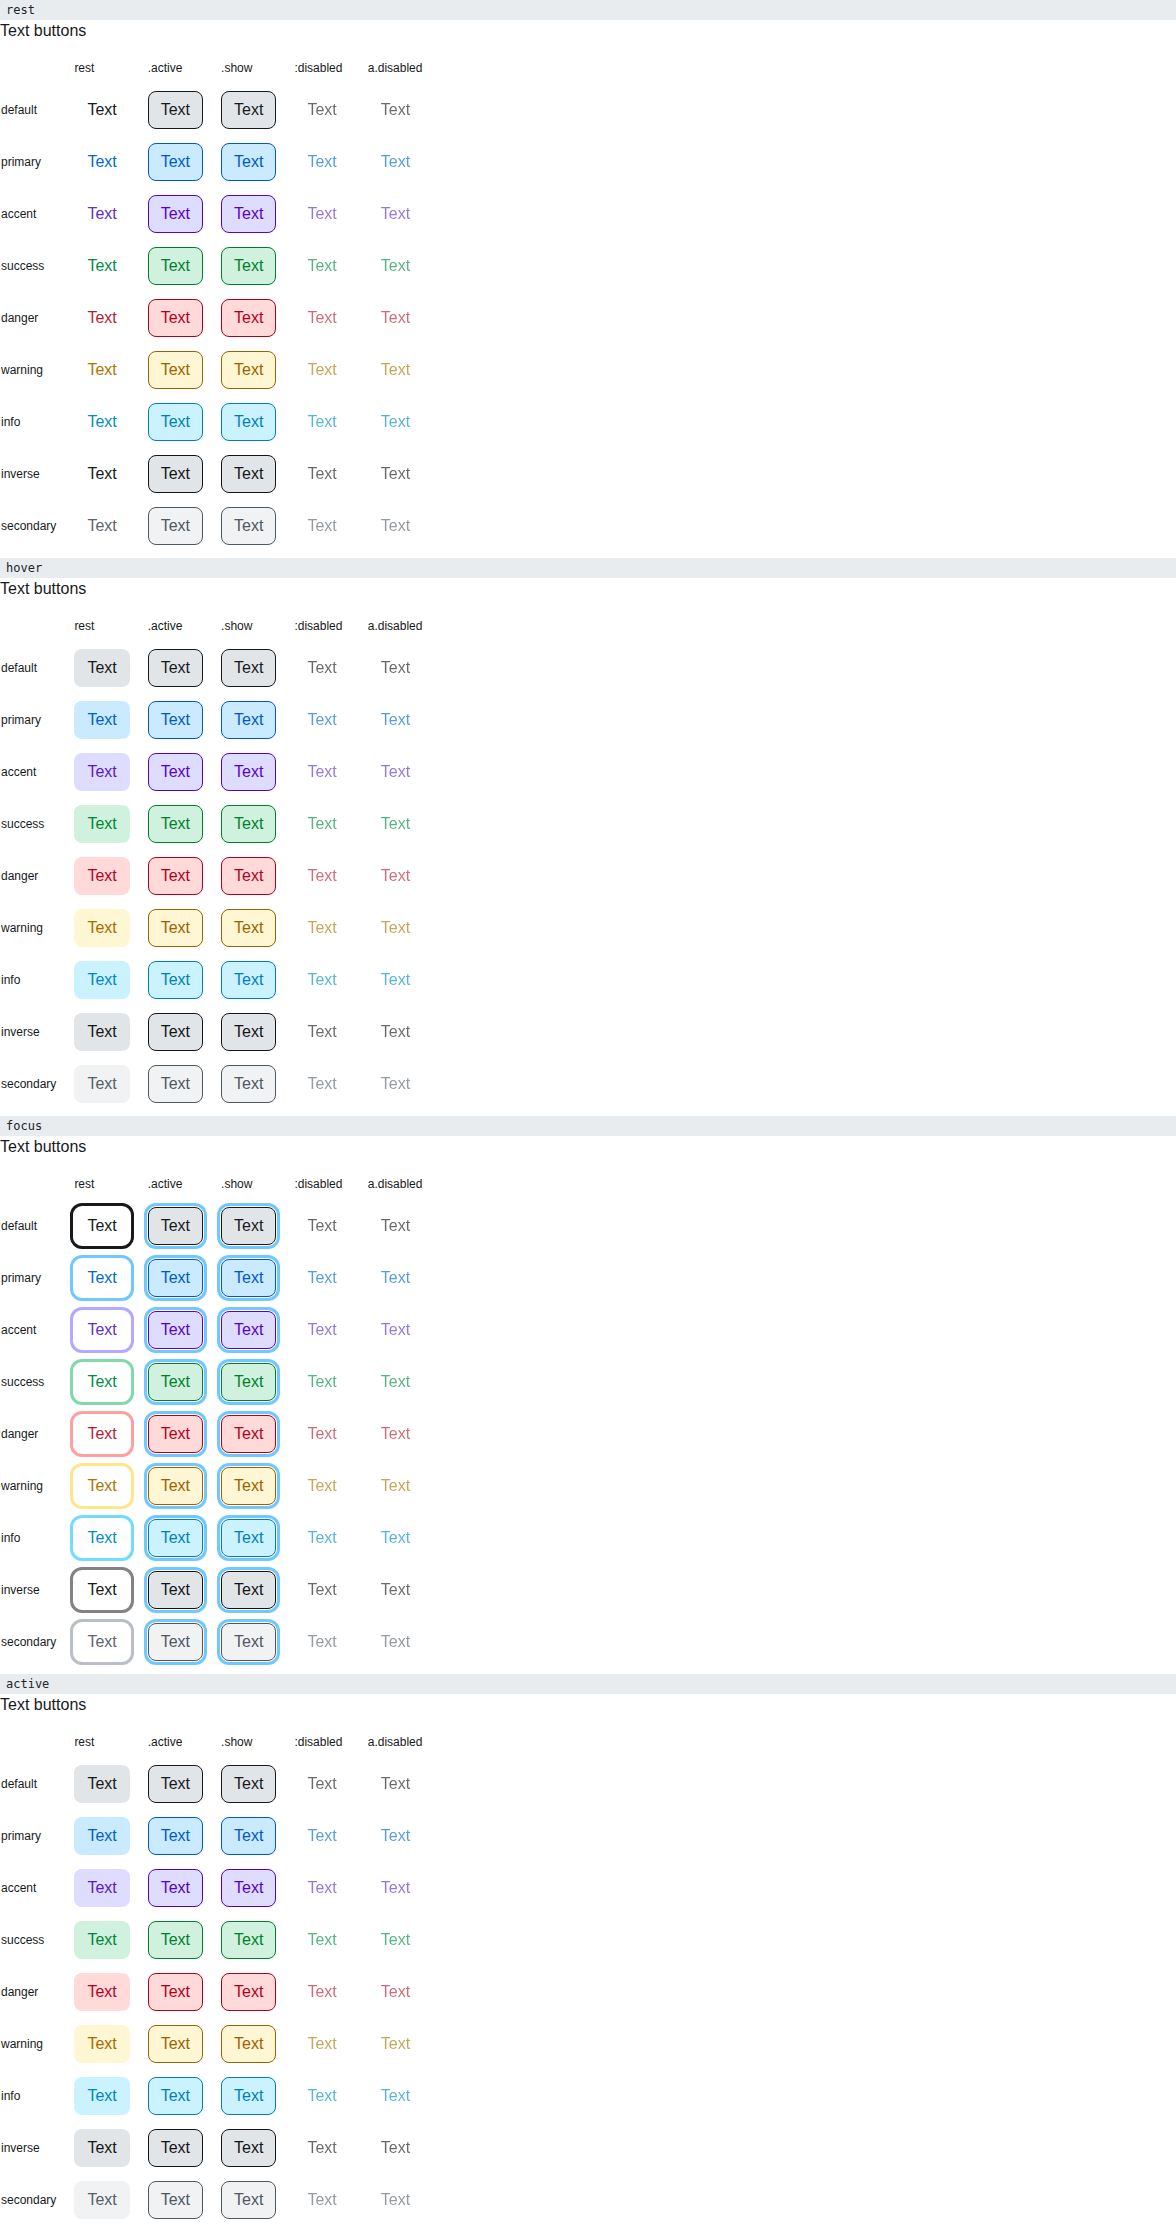 rest
Text buttons
rest .active .show :disabled a.disabled
default Text Text Text Text Text
primary Text Text Text Text Text
accent Text Text Text Text Text
success Text Text Text Text Text
danger Text Text Text Text Text
warning Text Text Text Text Text
info Text Text Text Text Text
inverse Text Text Text Text Text
secondary Text Text Text Text Text
hover
Text buttons
rest .active .show :disabled a.disabled
default Text Text Text Text Text
primary Text Text Text Text Text
accent Text Text Text Text Text
success Text Text Text Text Text
danger Text Text Text Text Text
warning Text Text Text Text Text
info Text Text Text Text Text
inverse Text Text Text Text Text
secondary Text Text Text Text Text
focus
Text buttons
rest .active .show :disabled a.disabled
default Text Text Text Text Text
primary Text Text Text Text Text
accent Text Text Text Text Text
success Text Text Text Text Text
danger Text Text Text Text Text
warning Text Text Text Text Text
info Text Text Text Text Text
inverse Text Text Text Text Text
secondary Text Text Text Text Text
active
Text buttons
rest .active .show :disabled a.disabled
default Text Text Text Text Text
primary Text Text Text Text Text
accent Text Text Text Text Text
success Text Text Text Text Text
danger Text Text Text Text Text
warning Text Text Text Text Text
info Text Text Text Text Text
inverse Text Text Text Text Text
secondary Text Text Text Text Text